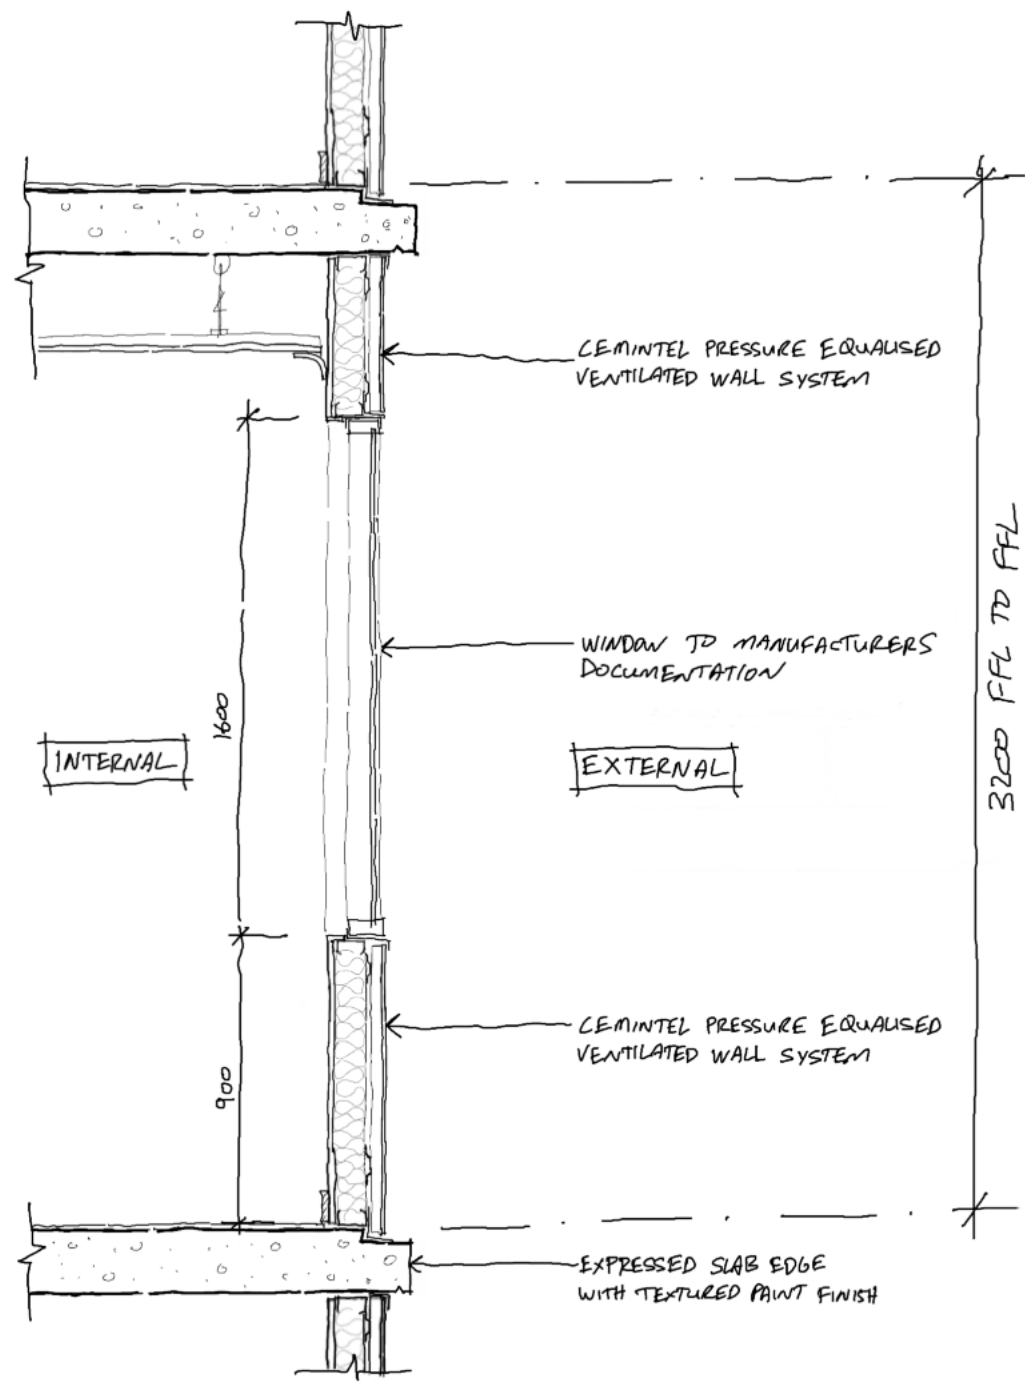 CEMINTEL PRESSURE EQUALISED
VENTILATED WALL SYSTEM
3200 FFL TO FFL
WINDOW TO MANUFACTURERS
DOCUMENTATION
1600
INTERNAL
EXTERNAL
CEMINTEL PRESSURE EQUALISED
VENTILATED WALL SYSTEM
900
EXPRESSED SLAB EDGE
WITH TEXTURED PAINT FINISH